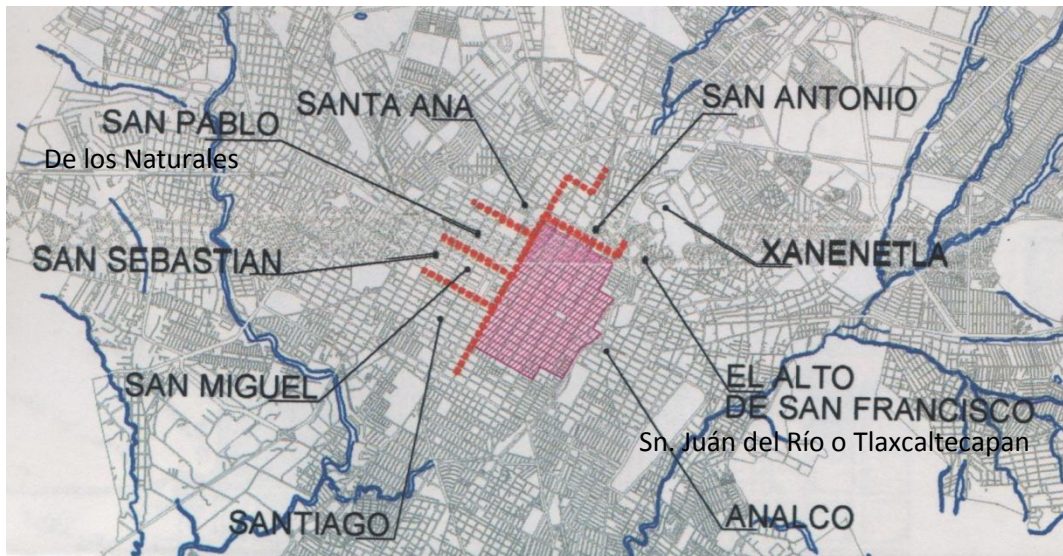 SANTA ANA
SAN ANTONIO
SAN PABLO
De los Naturales
SAN SEBASTIAN
XANENETLA
SAN MIGUEL
EL ALTO
DE SAN FRANCISCO
Sn. Juán del Río o Tlaxcaltecapan
SANTIAGO
ANALCO